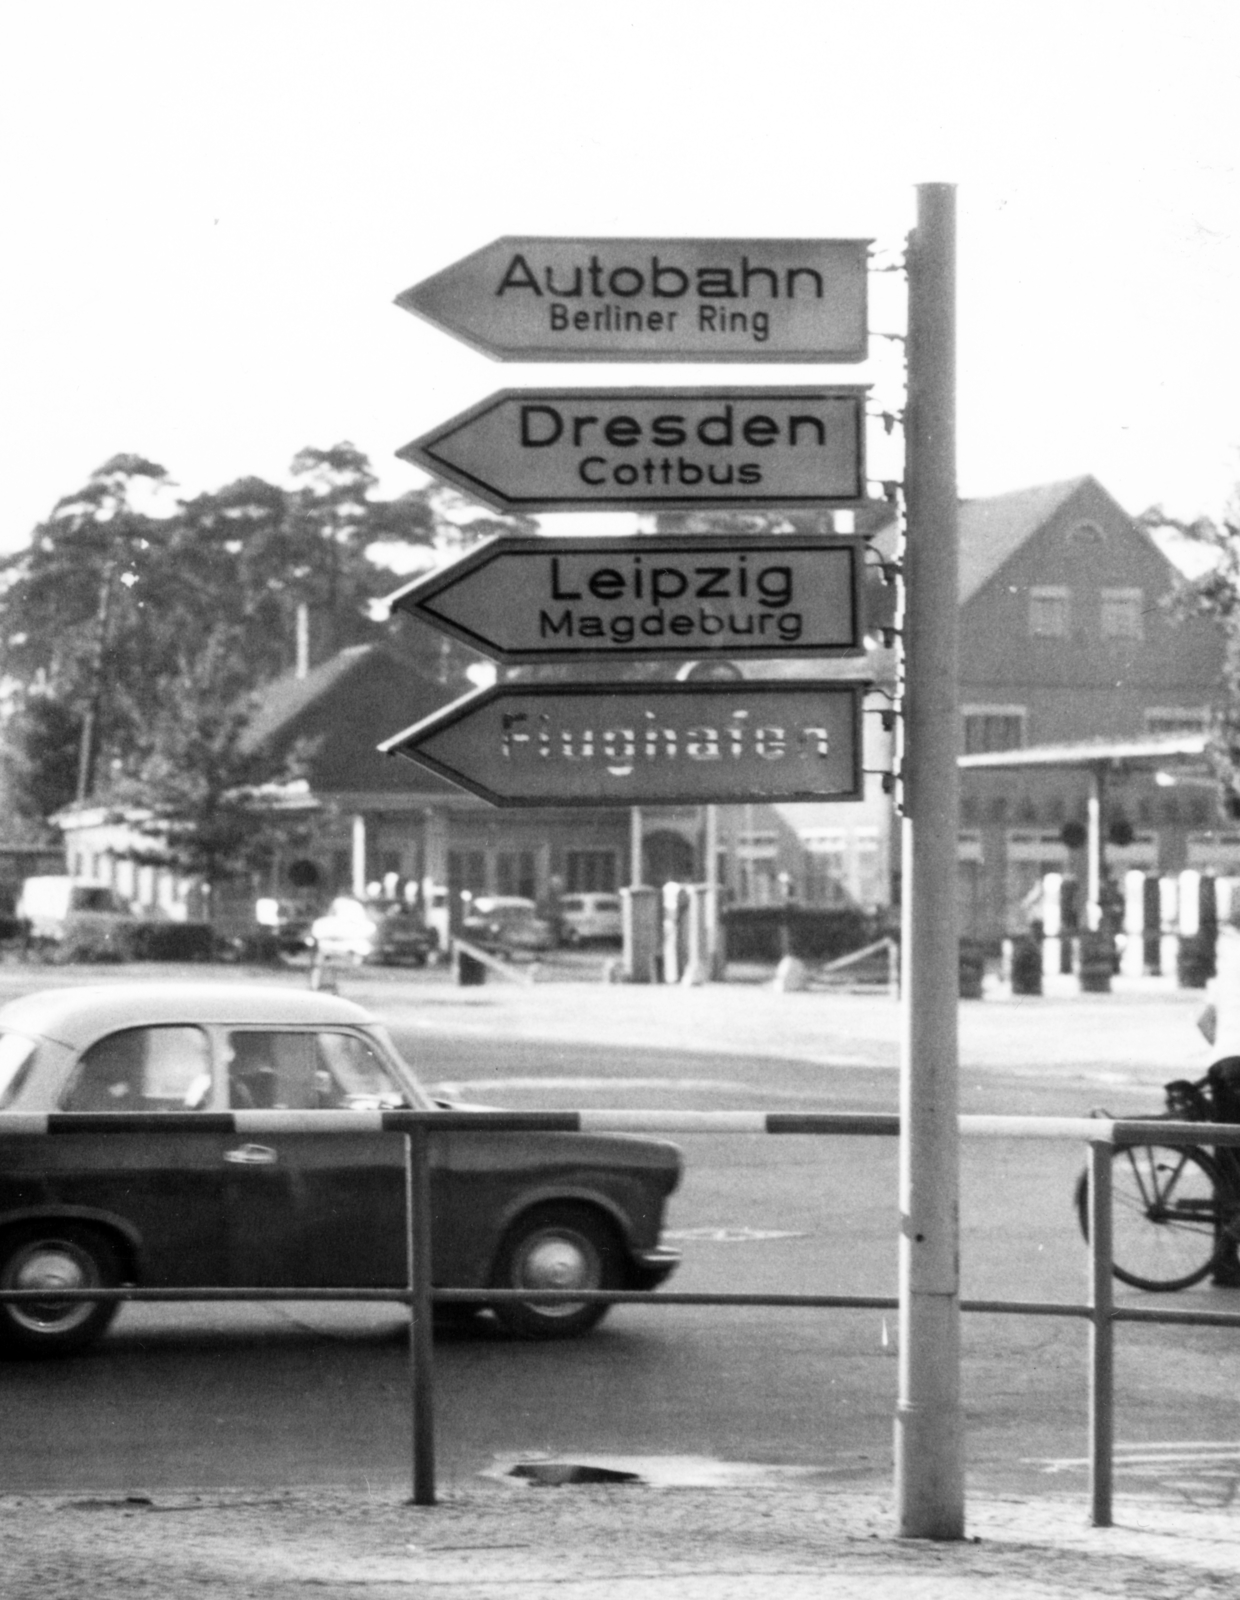 Autobahn
Berliner Ring
Dresden
Cottbus
Leipzig
Magdeburg
Flughafen